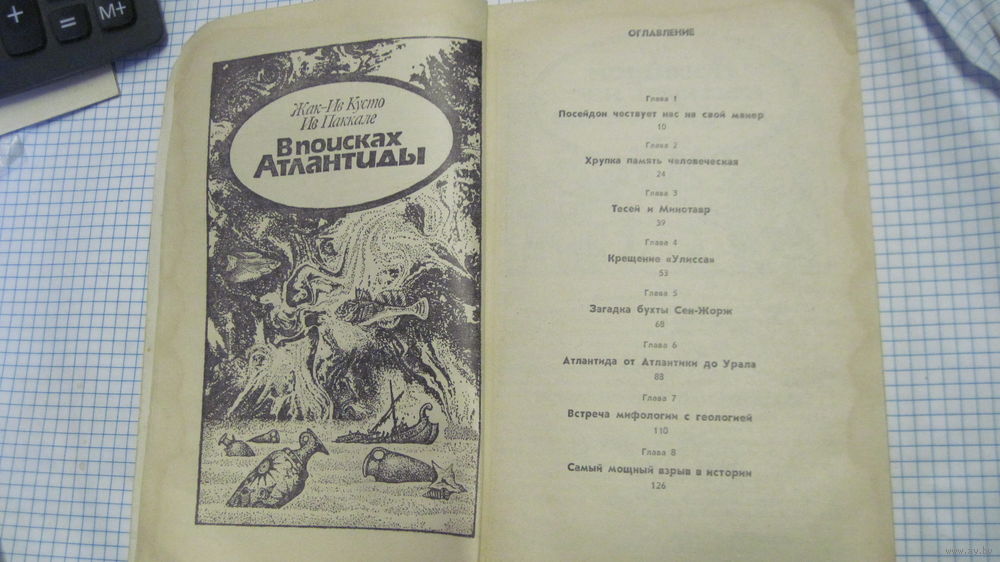 +
=
M+
Жак-Ив Кусто
Ив Паккале
В поисках
Атлантиды
ОГЛАВЛЕНИЕ
Глава 1
Посейдон чествует нас на свой манер
10
Глава 2
Хрупка память человеческая
24
Глава 3
Тесей и Минотавр
39
Глава 4
Крещение «Улисса»
53
Глава 5
Загадка бухты Сен-Жорж
68
Глава 6
Атлантида от Атлантики до Урала
88
Глава 7
Встреча мифологии с геологией
110
Глава 8
Самый мощный взрыв в истории
126
www.ay.by